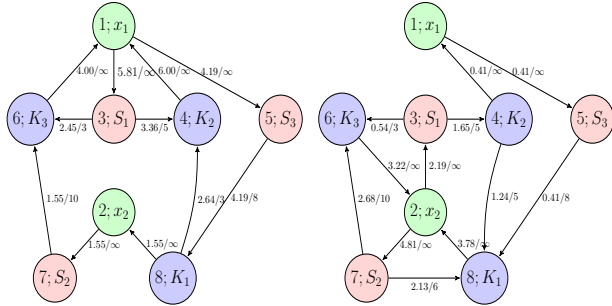 1; x₁
4.00/∞ 5.81/∞ 6.00/∞ 4.19/∞
6; K₃ 3; S₁ 4; K₂ 5; S₃
2.45/3 3.36/5
1.55/10 2; x₂ 2.64/3 4.19/8
1.55/∞ 1.55/∞
7; S₂ 8; K₁
1; x₁
0.41/∞ 0.41/∞
6; K₃ 3; S₁ 4; K₂ 5; S₃
0.54/3 1.65/5
3.22/∞ 2.19/∞
2.68/10 2; x₂ 1.24/5 0.41/8
4.81/∞ 3.78/∞
7; S₂ 8; K₁
2.13/6